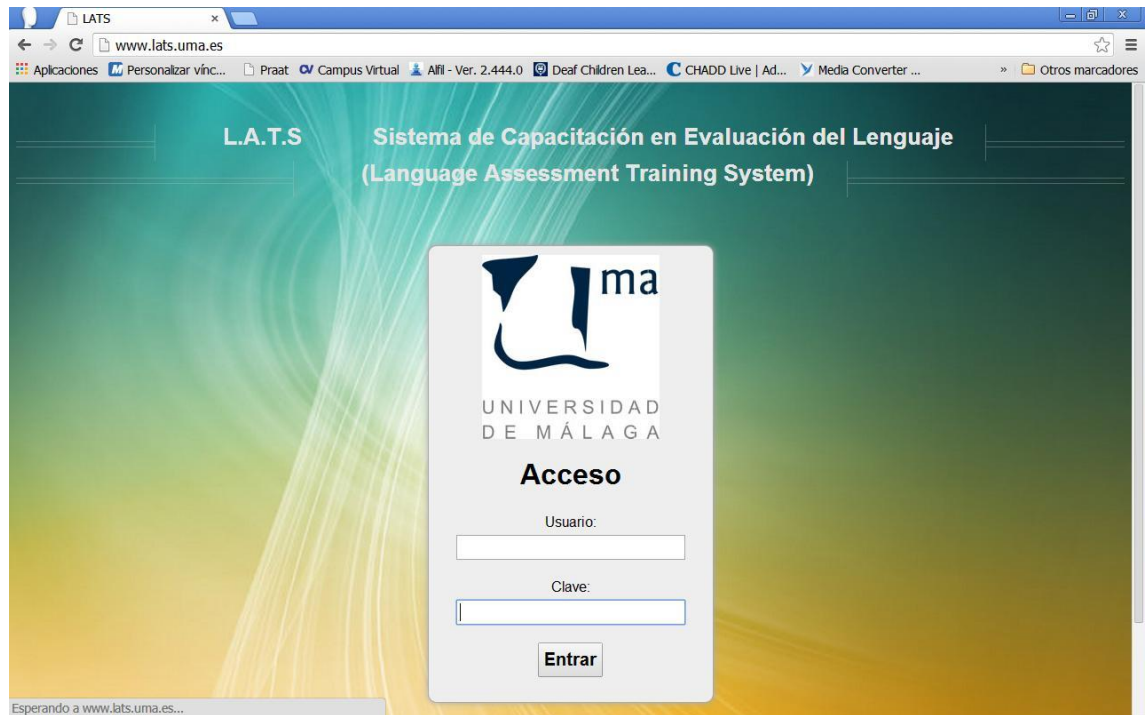 LATS
www.lats.uma.es
Aplicaciones Personalizar vínc... Praat Campus Virtual Alfil - Ver. 2.444.0 Deaf Children Lea... CHADD Live | Ad... Media Converter ... » Otros marcadores
L.A.T.S Sistema de Capacitación en Evaluación del Lenguaje
(Language Assessment Training System)
uma
UNIVERSIDAD
DE MÁLAGA
Acceso
Usuario:
Clave:
Entrar
Esperando a www.lats.uma.es...